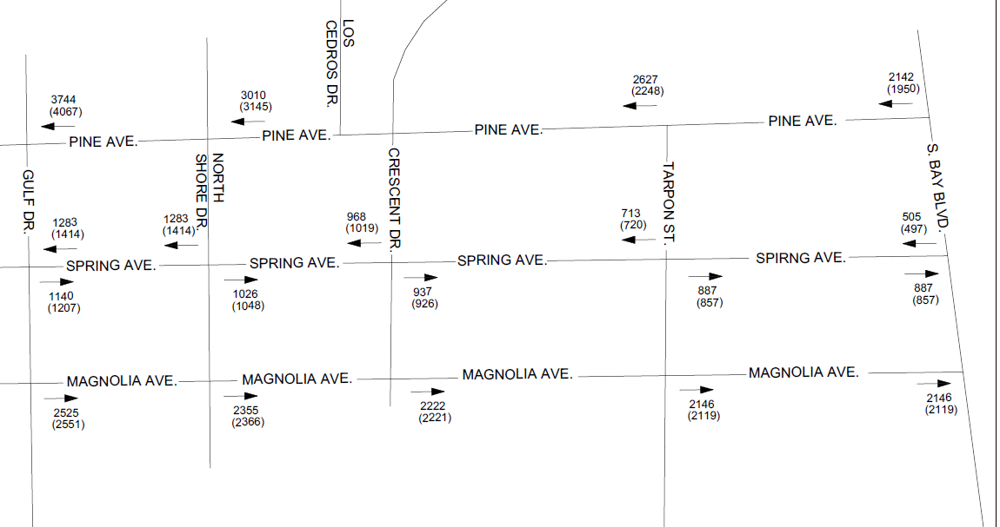 LOS
CEDROS DR.
2142
(1950)
2627
(2248)
3010
(3145)
3744
(4067)
PINE AVE.
PINE AVE.
PINE AVE.
PINE AVE.
GULF DR.
NORTH
SHORE DR.
CRESCENT DR.
TARPON ST.
S. BAY BLVD.
1283
(1414)
1283
(1414)
968
(1019)
713
(720)
505
(497)
SPRING AVE.
SPRING AVE.
SPRING AVE.
SPIRNG AVE.
1140
(1207)
1026
(1048)
937
(926)
887
(857)
887
(857)
MAGNOLIA AVE.
MAGNOLIA AVE.
MAGNOLIA AVE.
MAGNOLIA AVE.
2525
(2551)
2355
(2366)
2222
(2221)
2146
(2119)
2146
(2119)